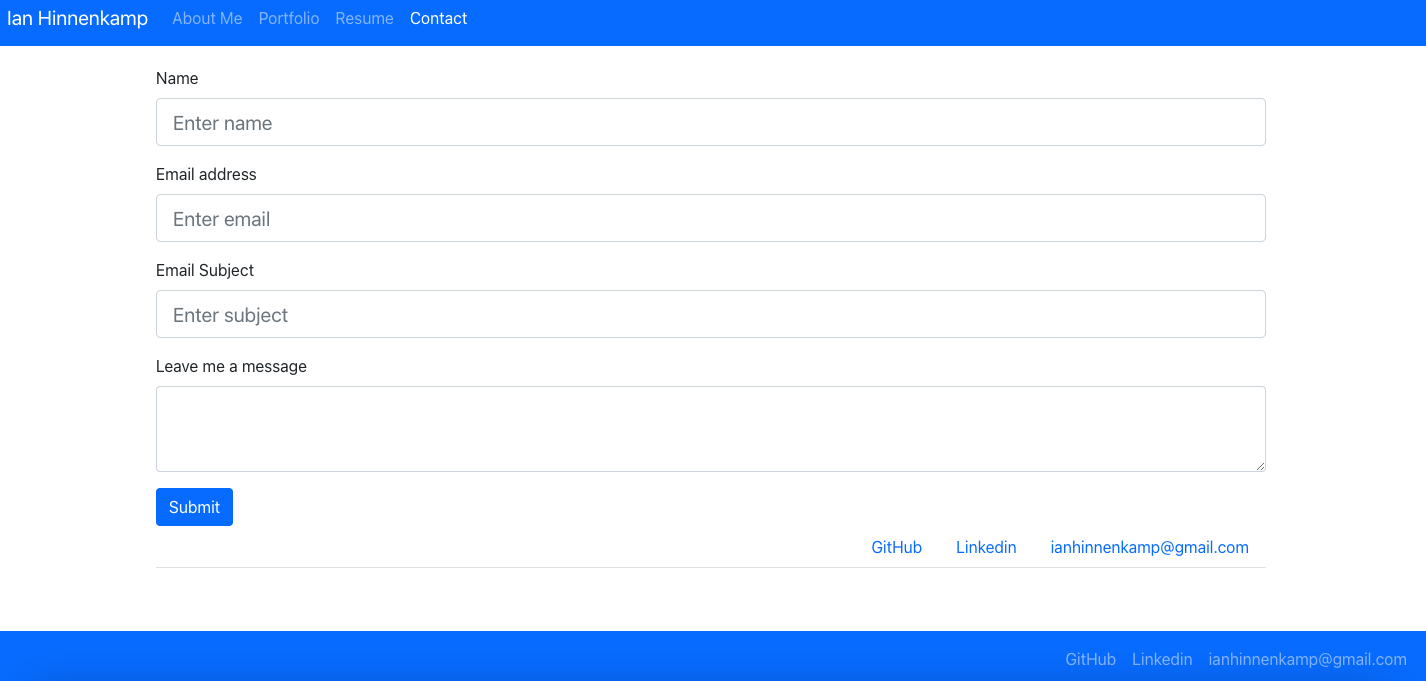 Ian Hinnenkamp About Me Portfolio Resume Contact
Name
Enter name
Email address
Enter email
Email Subject
Enter subject
Leave me a message
Submit
GitHub Linkedin ianhinnenkamp@gmail.com
GitHub Linkedin ianhinnenkamp@gmail.com